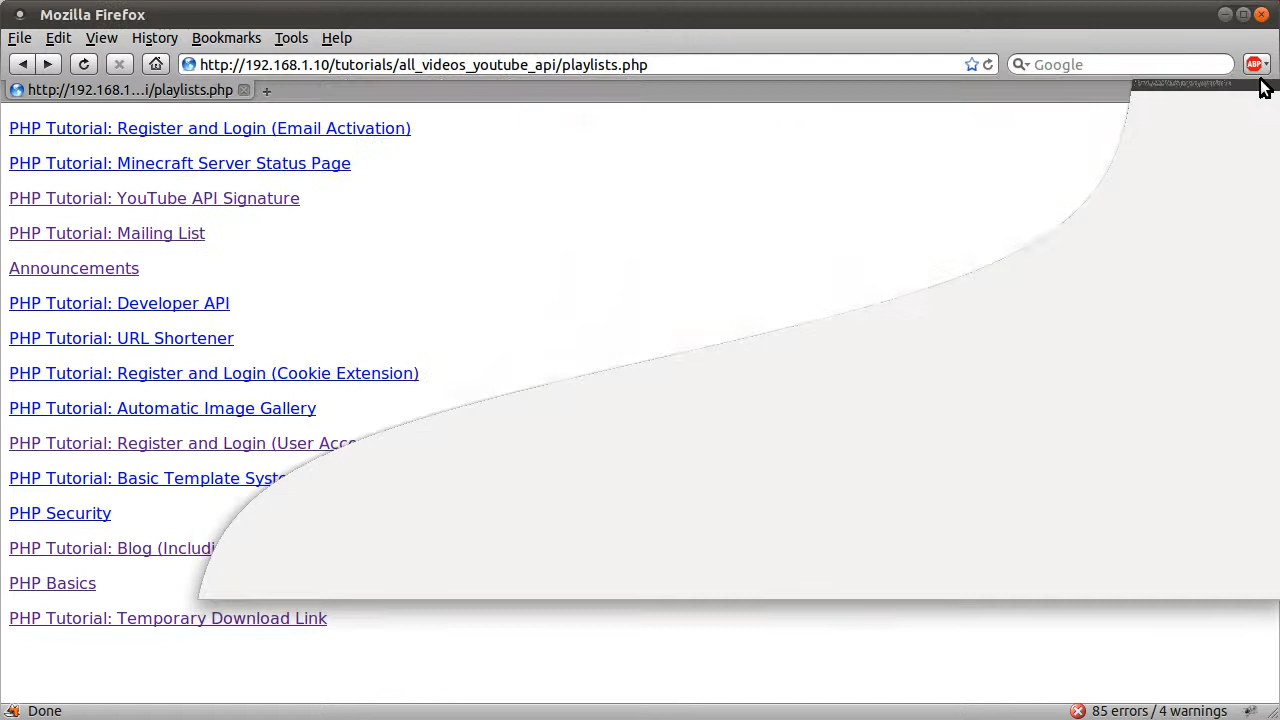 Mozilla Firefox
File Edit View History Bookmarks Tools Help
http://192.168.1.10/tutorials/all_videos_youtube_api/playlists.php Google ABP
http://192.168.1...i/playlists.php
PHP Tutorial: Register and Login (Email Activation)
PHP Tutorial: Minecraft Server Status Page
PHP Tutorial: YouTube API Signature
PHP Tutorial: Mailing List
Announcements
PHP Tutorial: Developer API
PHP Tutorial: URL Shortener
PHP Tutorial: Register and Login (Cookie Extension)
PHP Tutorial: Automatic Image Gallery
PHP Tutorial: Register and Login (User Acco
PHP Tutorial: Basic Template Syste
PHP Security
PHP Tutorial: Blog (Includi
PHP Basics
PHP Tutorial: Temporary Download Link
Done 85 errors / 4 warnings